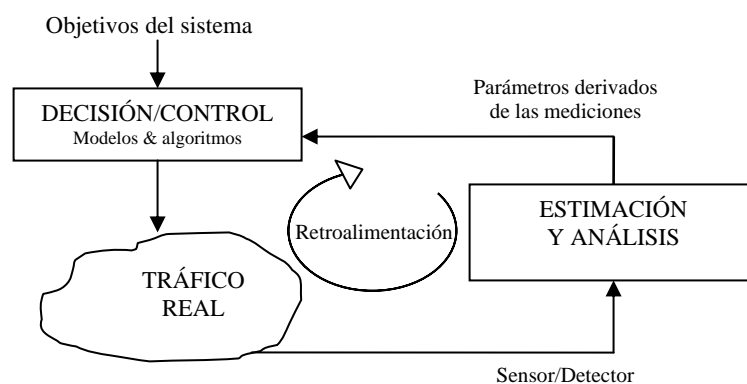 Objetivos del sistema
DECISIÓN/CONTROL
Modelos & algoritmos
Parámetros derivados
de las mediciones
ESTIMACIÓN
Y ANÁLISIS
Retroalimentación
TRÁFICO
REAL
Sensor/Detector